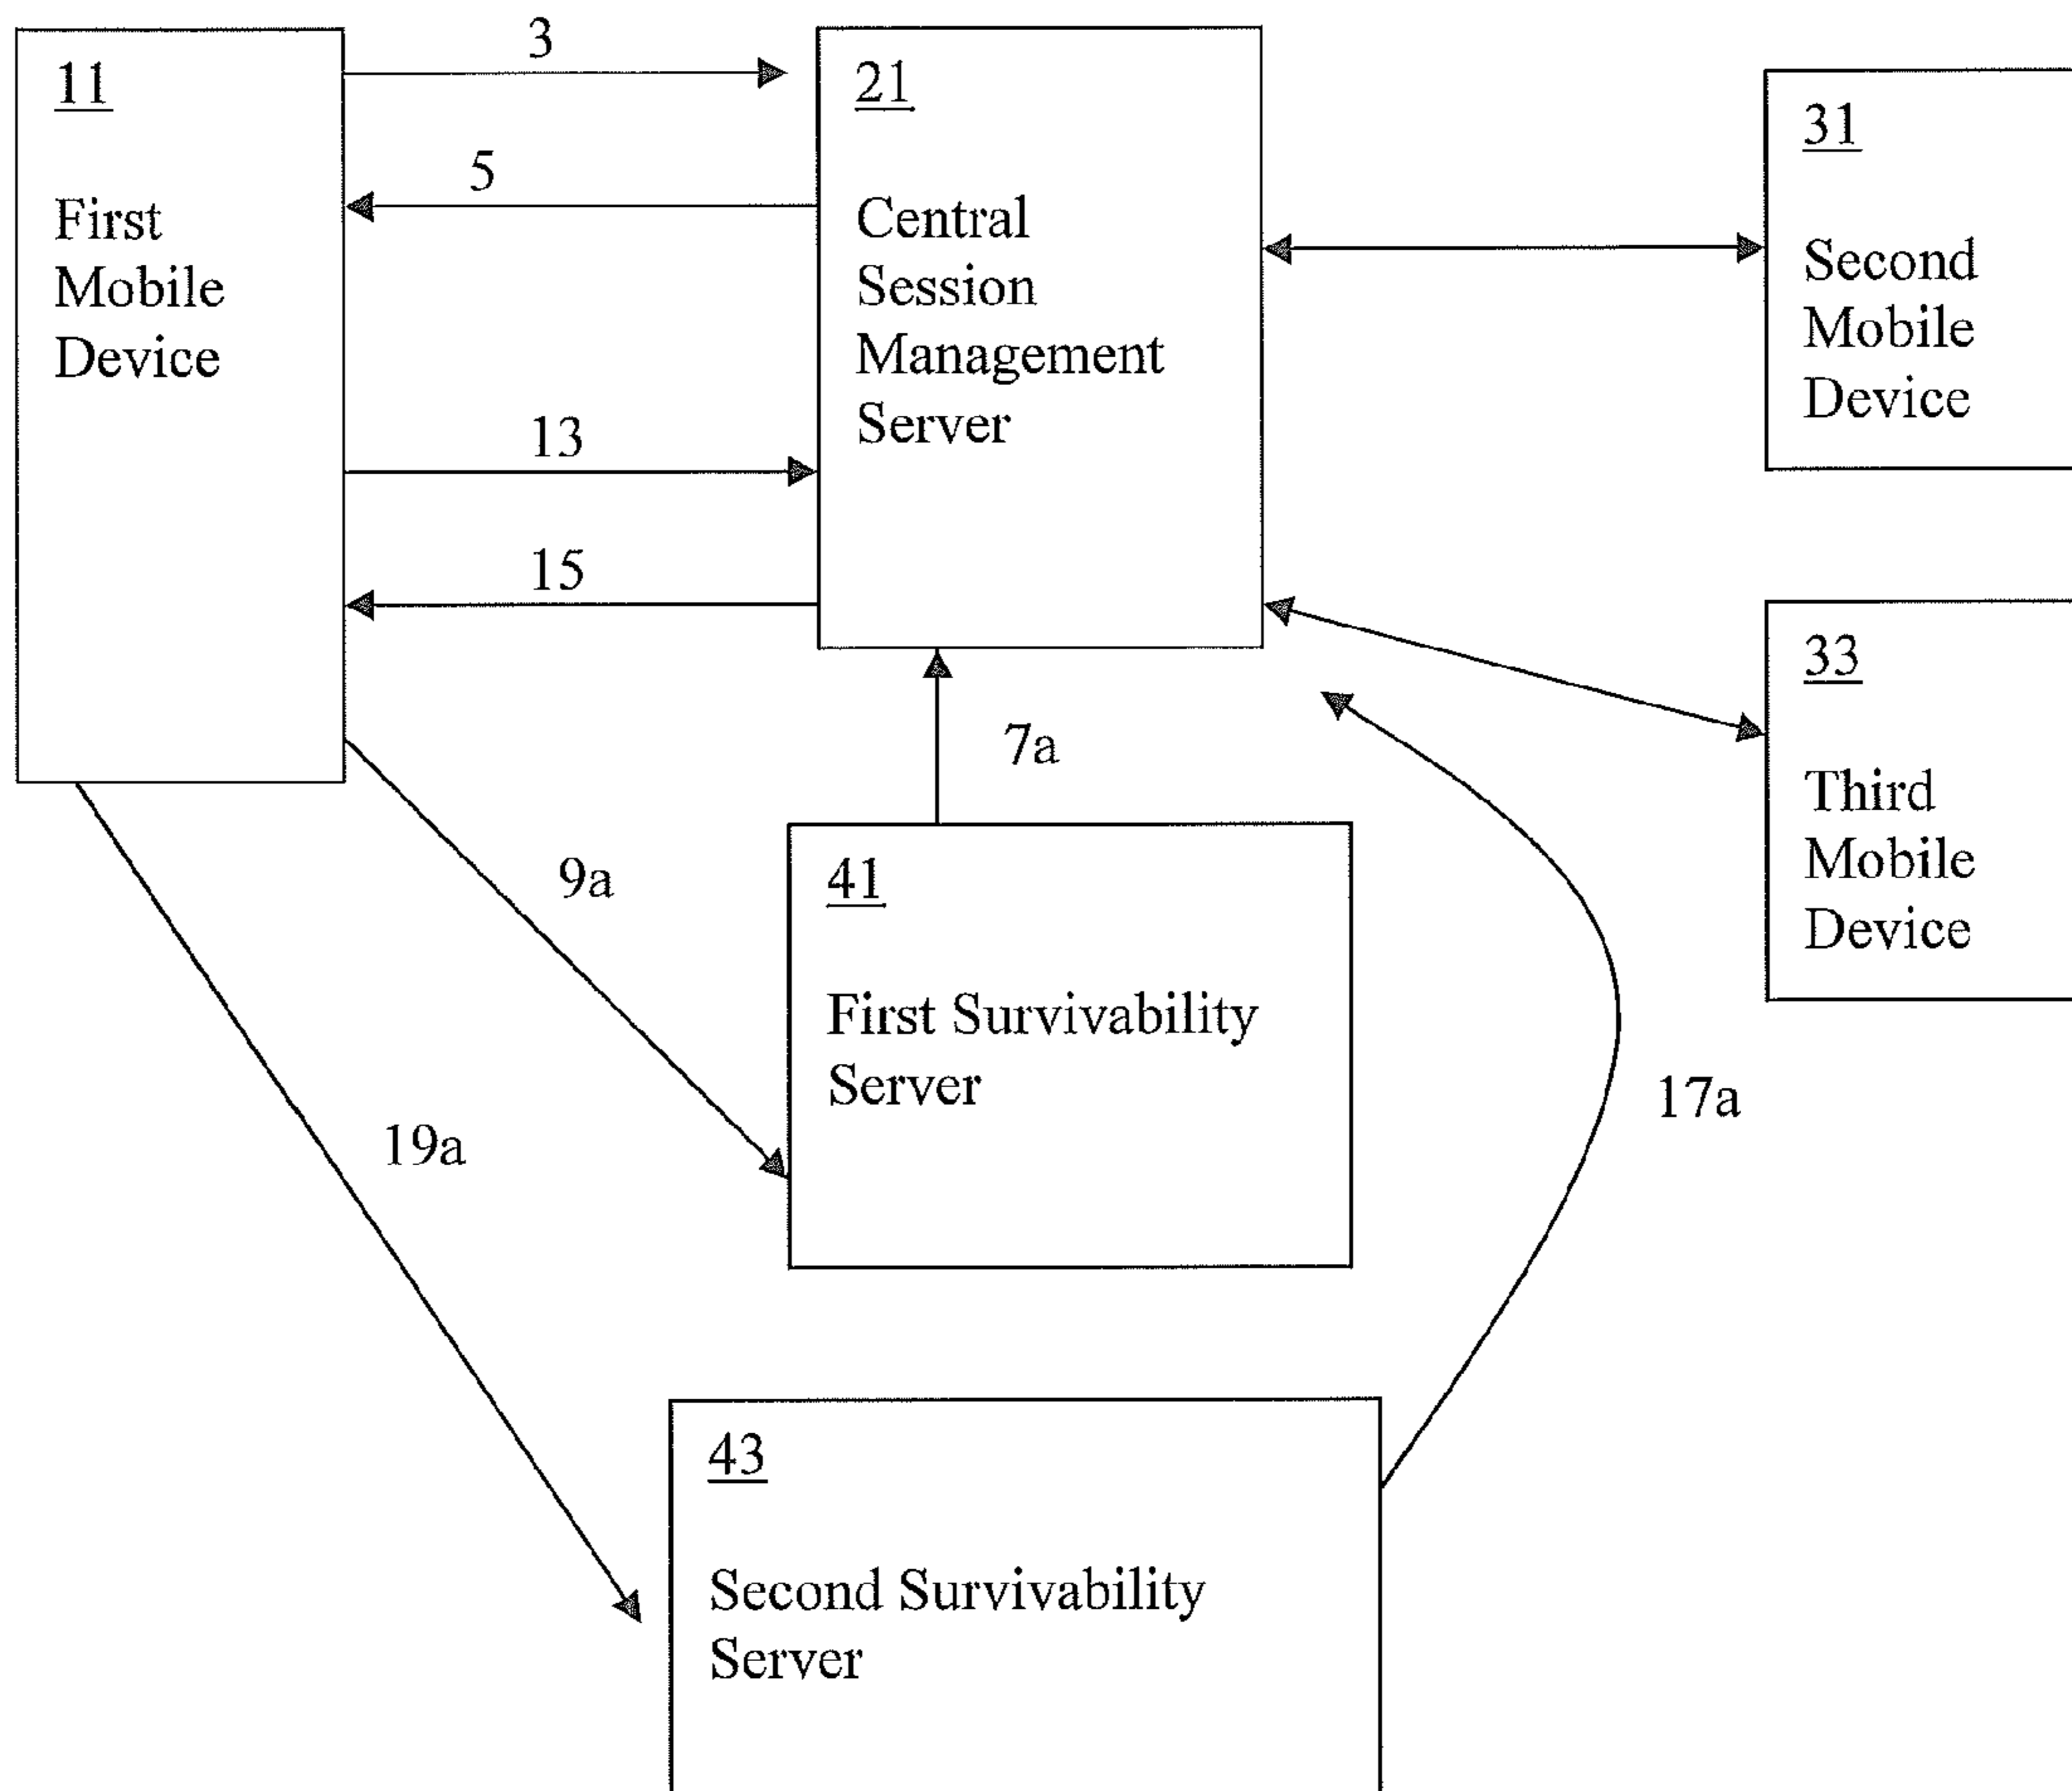 3
11
First
Mobile
Device
5
13
15
21
Central
Session
Management
Server
31
Second
Mobile
Device
33
Third
Mobile
Device
7a
9a
41
First Survivability
Server
17a
19a
43
Second Survivability
Server